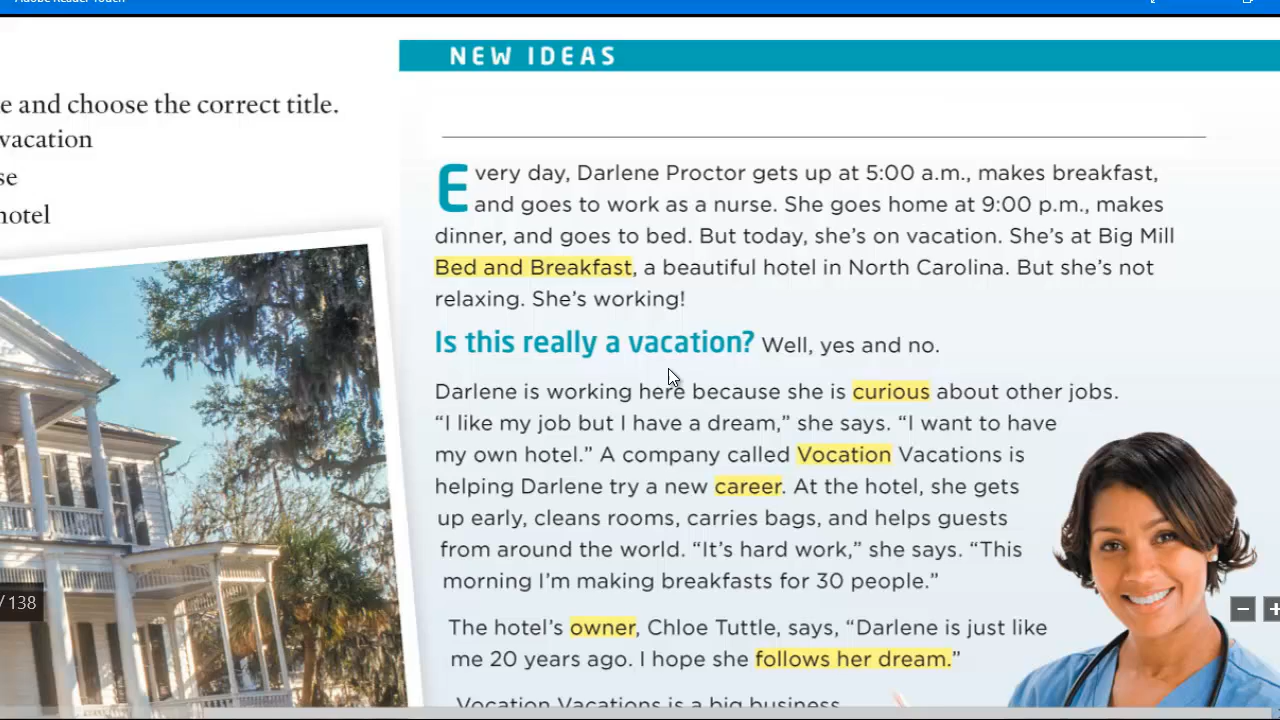 NEW IDEAS
e and choose the correct title.
vacation
se
hotel
Every day, Darlene Proctor gets up at 5:00 a.m., makes breakfast,
and goes to work as a nurse. She goes home at 9:00 p.m., makes
dinner, and goes to bed. But today, she’s on vacation. She’s at Big Mill
Bed and Breakfast, a beautiful hotel in North Carolina. But she’s not
relaxing. She’s working!
Is this really a vacation? Well, yes and no.
Darlene is working here because she is curious about other jobs.
“I like my job but I have a dream,” she says. “I want to have
my own hotel.” A company called Vocation Vacations is
helping Darlene try a new career. At the hotel, she gets
up early, cleans rooms, carries bags, and helps guests
from around the world. “It’s hard work,” she says. “This
morning I’m making breakfasts for 30 people.”
The hotel’s owner, Chloe Tuttle, says, “Darlene is just like
me 20 years ago. I hope she follows her dream.”
Vocation Vacations is a big business
/ 138